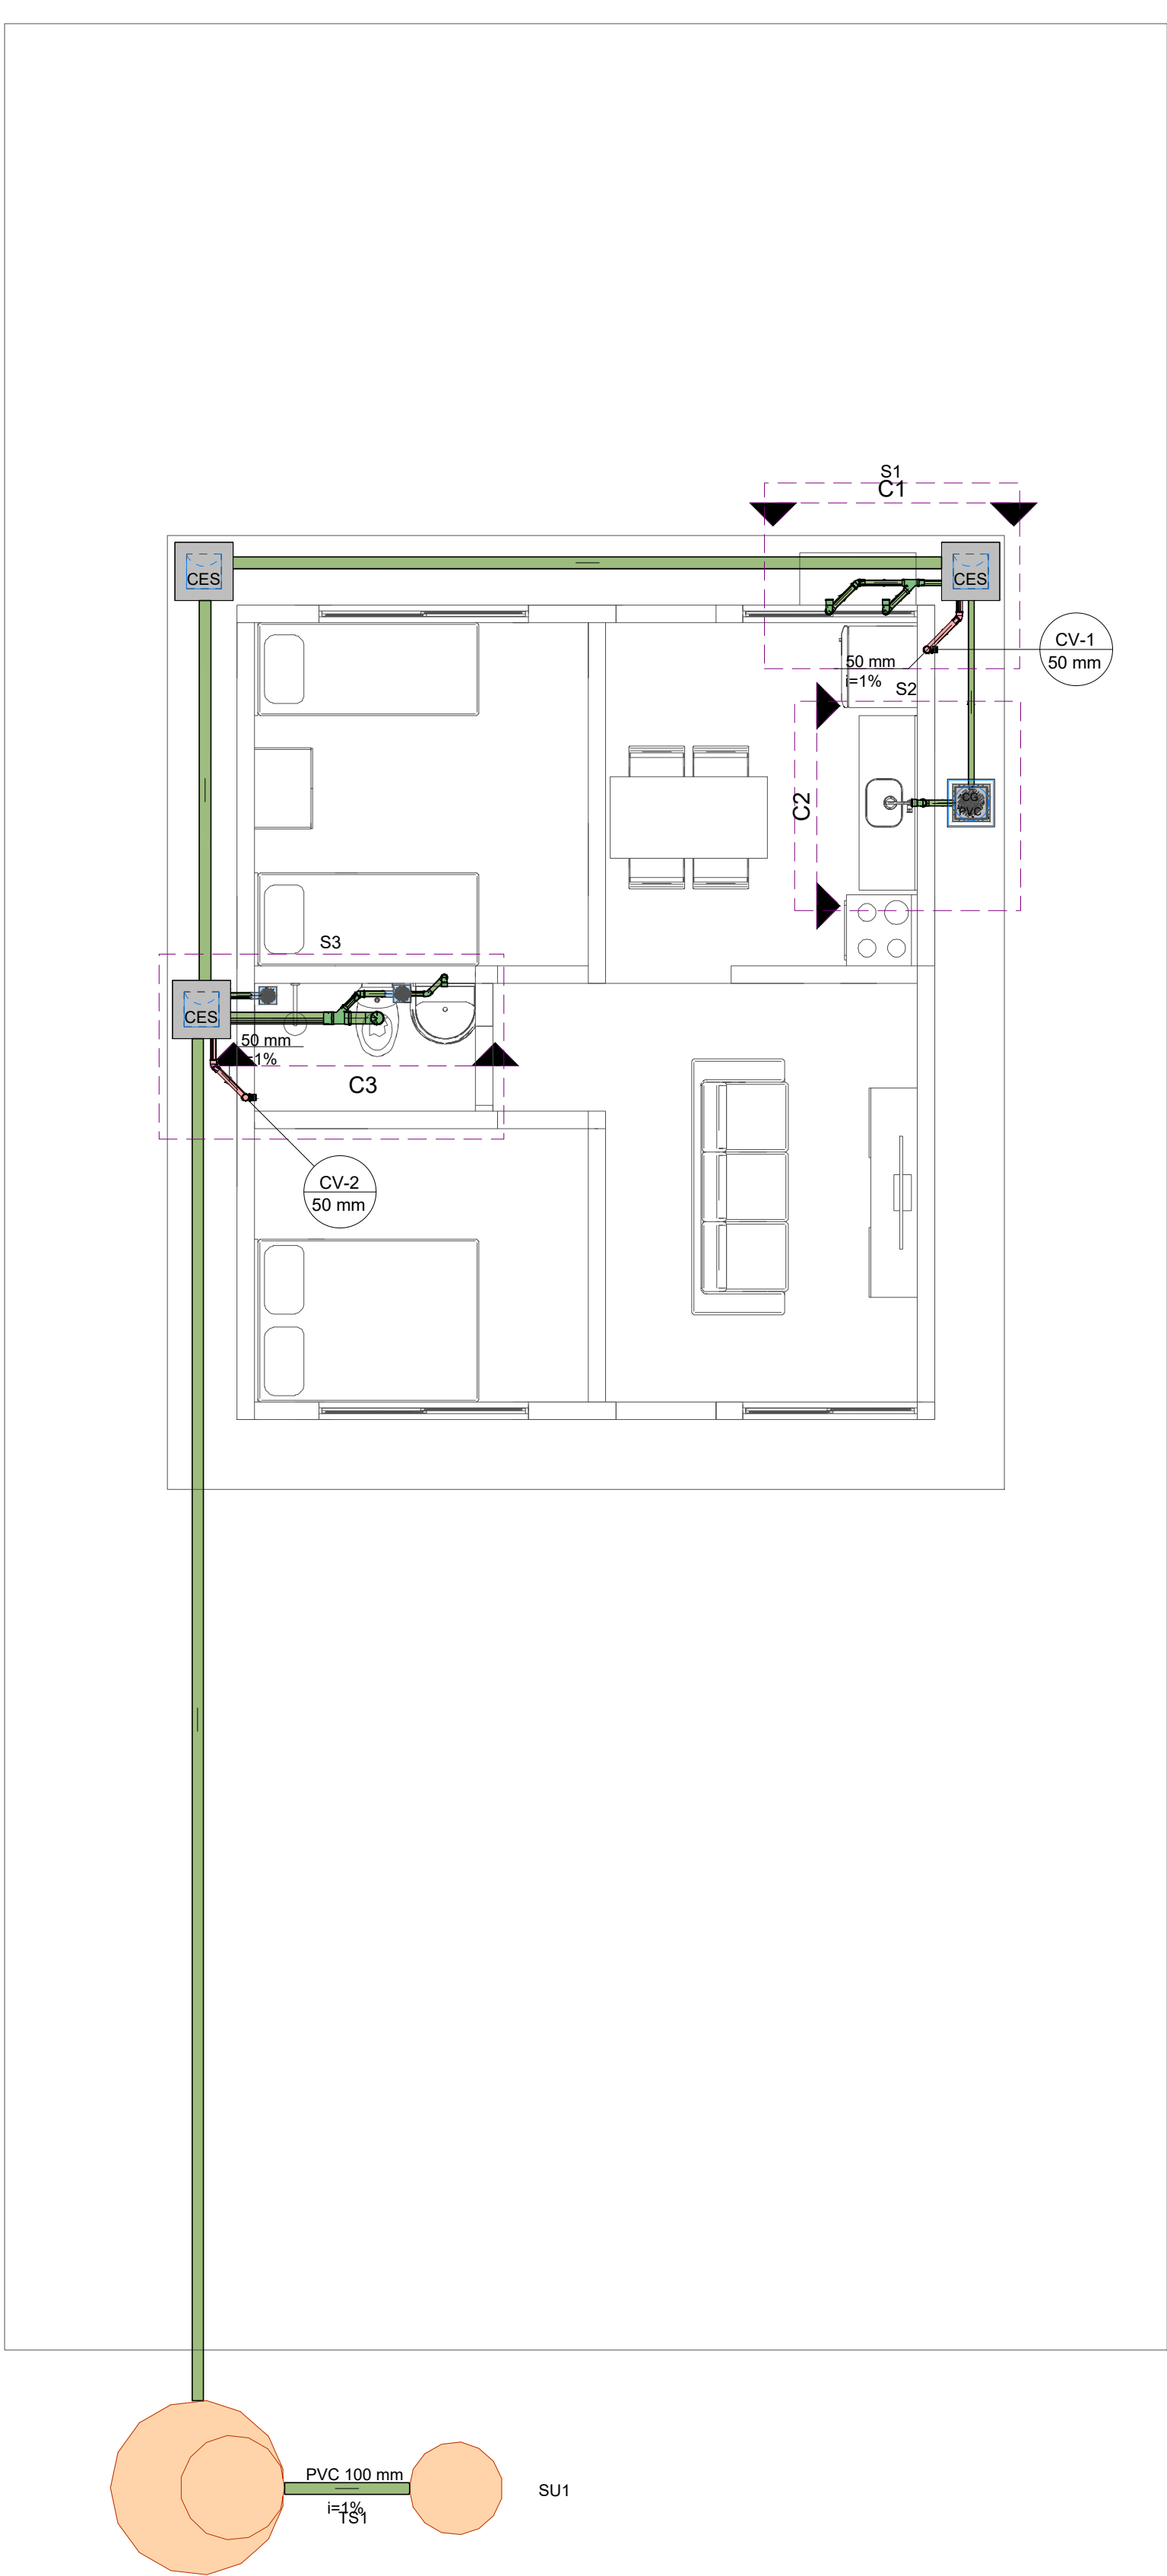 S1
C1
CES
CES
CV-1
50 mm
50 mm
i=1%
S2
C2
CG
PVC
S3
CES
50 mm
i=1%
C3
CV-2
50 mm
PVC 100 mm
i=1%
TS1
SU1